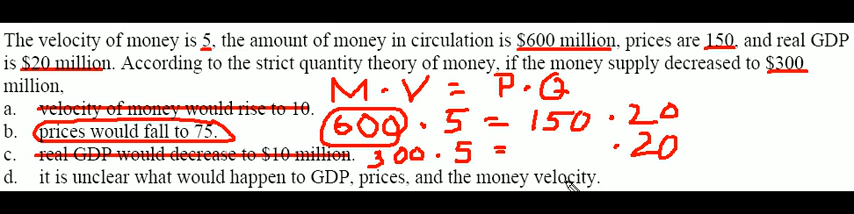 The velocity of money is 5, the amount of money in circulation is $600 million, prices are 150, and real GDP
is $20 million. According to the strict quantity theory of money, if the money supply decreased to $300
million,
M · V = P · Q
a. velocity of money would rise to 10.
600 · 5 = 150 · 20
b. prices would fall to 75.
c. real GDP would decrease to $10 million.
300 · 5 = · 20
d. it is unclear what would happen to GDP, prices, and the money velocity.